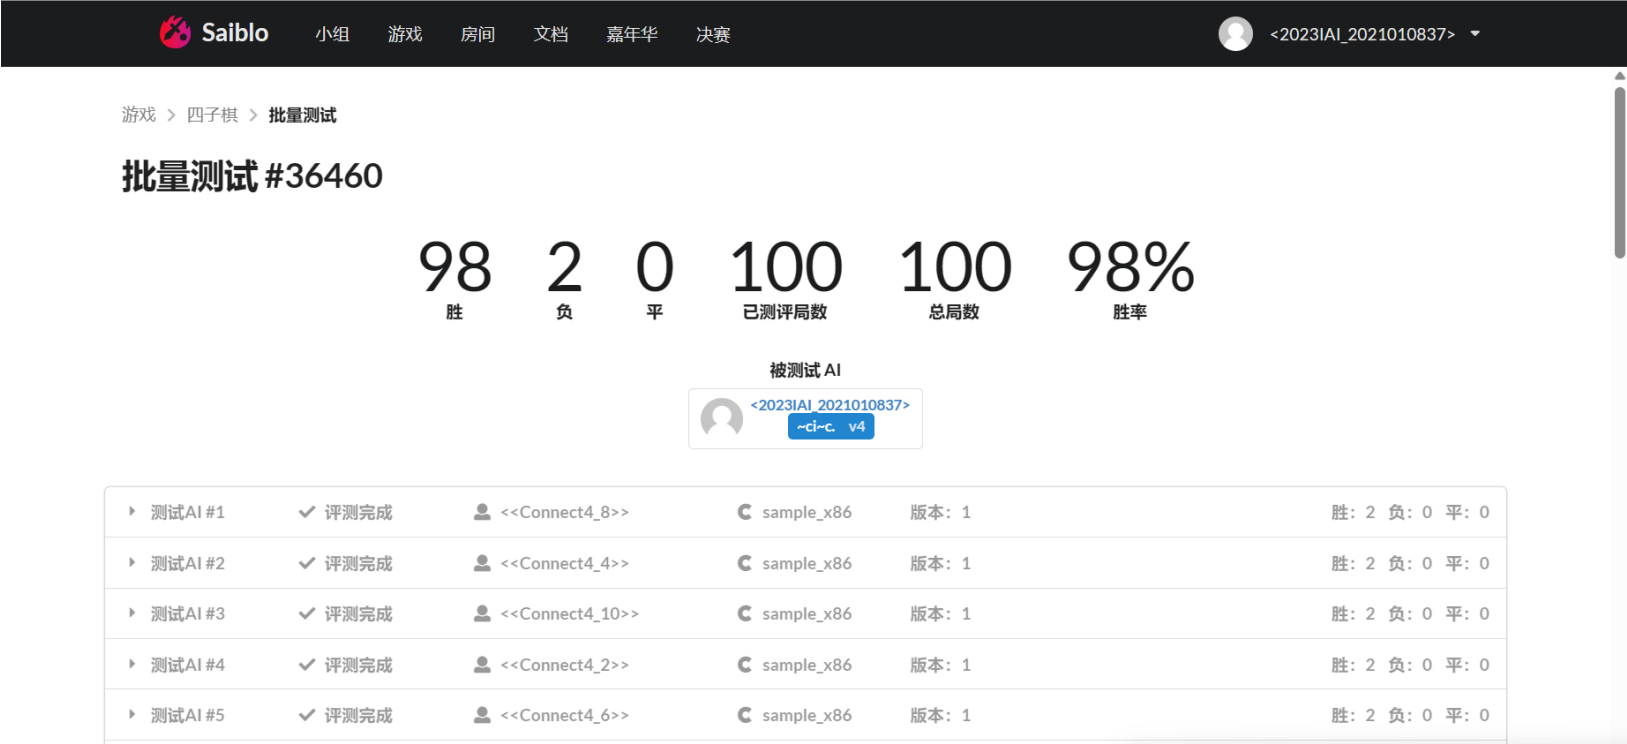 Saiblo 小组 游戏 房间 文档 嘉年华 决赛 <2023IAI_2021010837>
游戏 > 四子棋 > 批量测试
批量测试 #36460
98 2 0 100 100 98%
胜 负 平 已测评局数 总局数 胜率
被测试 AI
<2023IAI_2021010837>
~ci~c. v4
测试AI #1 评测完成 <<Connect4_8>> sample_x86 版本：1 胜：2 负：0 平：0
测试AI #2 评测完成 <<Connect4_4>> sample_x86 版本：1 胜：2 负：0 平：0
测试AI #3 评测完成 <<Connect4_10>> sample_x86 版本：1 胜：2 负：0 平：0
测试AI #4 评测完成 <<Connect4_2>> sample_x86 版本：1 胜：2 负：0 平：0
测试AI #5 评测完成 <<Connect4_6>> sample_x86 版本：1 胜：2 负：0 平：0